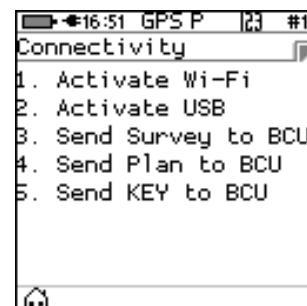 16:51 GPS P 23 #1
Connectivity
1. Activate Wi-Fi
2. Activate USB
3. Send Survey to BCU
4. Send Plan to BCU
5. Send KEY to BCU